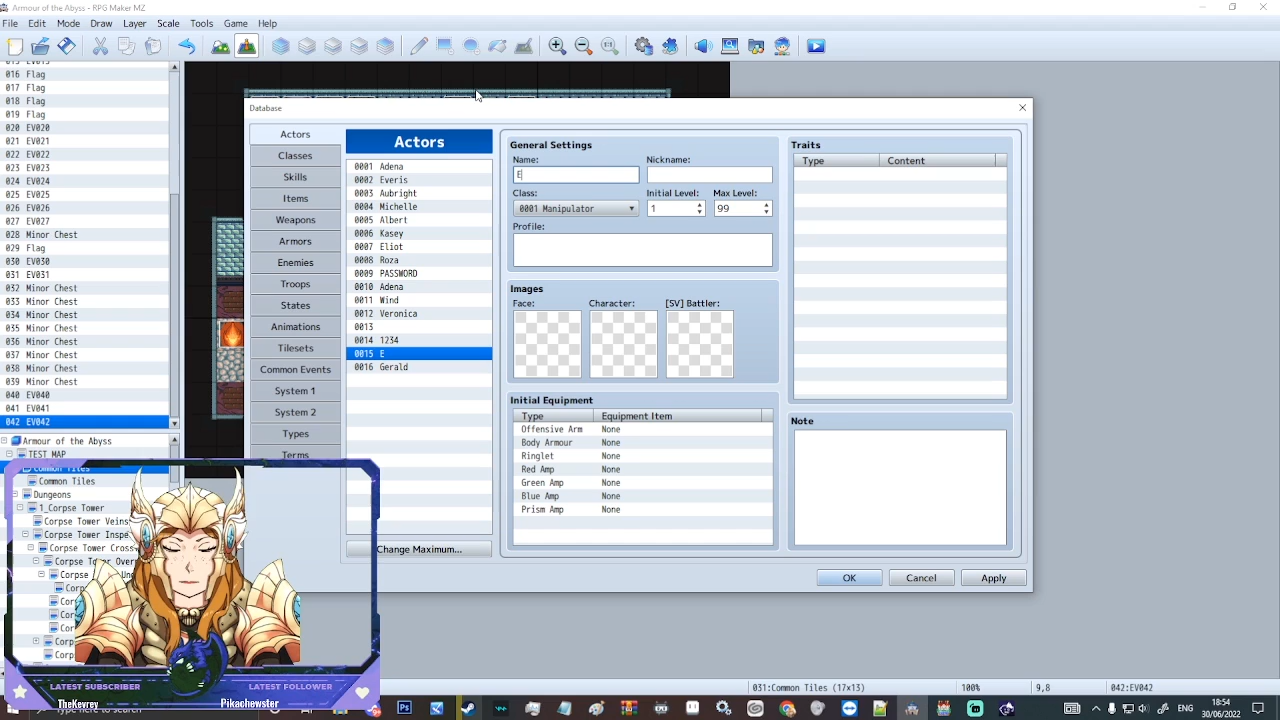 Armour of the Abyss - RPG Maker MZ
File Edit Mode Draw Layer Scale Tools Game Help
016 Flag
017 Flag
018 Flag
019 Flag
020 EV020
021 EV021
022 EV022
023 EV023
024 EV024
025 EV025
026 EV026
027 EV027
028 Minor Chest
029 Flag
030 EV030
031 EV031
032 Minor Chest
033 Minor Chest
034 Minor Chest
035 Minor Chest
036 Minor Chest
037 Minor Chest
038 Minor Chest
039 Minor Chest
040 EV040
041 EV041
042 EV042
Armour of the Abyss
TEST MAP
Common Tiles
Common Tiles
Dungeons
1_Corpse Tower
Corpse Tower Veins
Corpse Tower Inspe
Corpse Tower Cross
Corpse Tower Ove
Corpse
Database
Actors
Classes
Skills
Items
Weapons
Armors
Enemies
Troops
States
Animations
Tilesets
Common Events
System 1
System 2
Types
Terms
Actors
0001 Adena
0002 Everis
0003 Aubright
0004 Michelle
0005 Albert
0006 Kasey
0007 Eliot
0008 Roza
0009 PASSWORD
0010 Adena
0011 Wind
0012 Veronica
0013
0014 1234
0015 E
0016 Gerald
Change Maximum...
General Settings
Name: Nickname:
E
Class: Initial Level: Max Level:
0001 Manipulator 1 99
Profile:
Images
Face: Character: [SV] Battler:
Initial Equipment
Type Equipment Item
Offensive Arm None
Body Armour None
Ringlet None
Red Amp None
Green Amp None
Blue Amp None
Prism Amp None
Traits
Type Content
Note
OK Cancel Apply
LATEST SUBSCRIBER LATEST FOLLOWER
TheKevry Pikachewster
031:Common Tiles (17×13) 100% 9,8 042:EV042
to search
ENG
18:54
30/06/2022